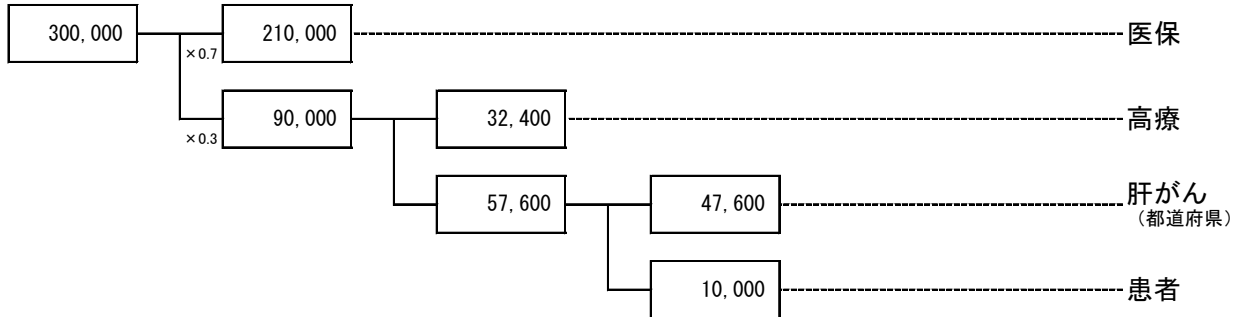 300,000 210,000 医保
×0.7
90,000 32,400 高療
×0.3
57,600 47,600 肝がん
（都道府県）
10,000 患者